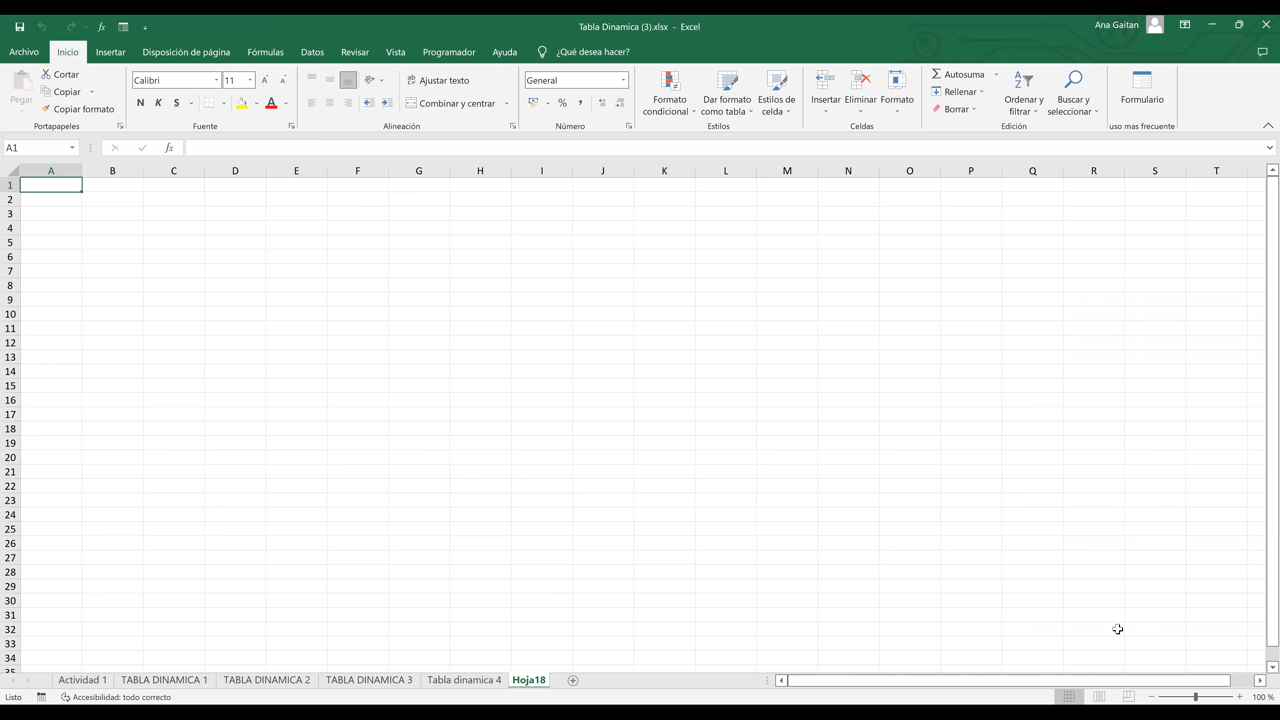 Tabla Dinamica (3).xlsx - Excel
Ana Gaitan
Archivo Inicio Insertar Disposición de página Fórmulas Datos Revisar Vista Programador Ayuda ¿Qué desea hacer?
Pegar
Cortar
Copiar
Copiar formato
Portapapeles
Calibri 11
N K S
Fuente
Ajustar texto
Combinar y centrar
Alineación
General
%
Número
Formato condicional
Dar formato como tabla
Estilos de celda
Estilos
Insertar
Eliminar
Formato
Celdas
Autosuma
Rellenar
Borrar
Ordenar y filtrar
Buscar y seleccionar
Edición
Formulario
uso mas frecuente
A1
fx
A B C D E F G H I J K L M N O P Q R S T
1
2
3
4
5
6
7
8
9
10
11
12
13
14
15
16
17
18
19
20
21
22
23
24
25
26
27
28
29
30
31
32
33
34
35
Actividad 1 TABLA DINAMICA 1 TABLA DINAMICA 2 TABLA DINAMICA 3 Tabla dinamica 4 Hoja18
Listo Accesibilidad: todo correcto 100 %